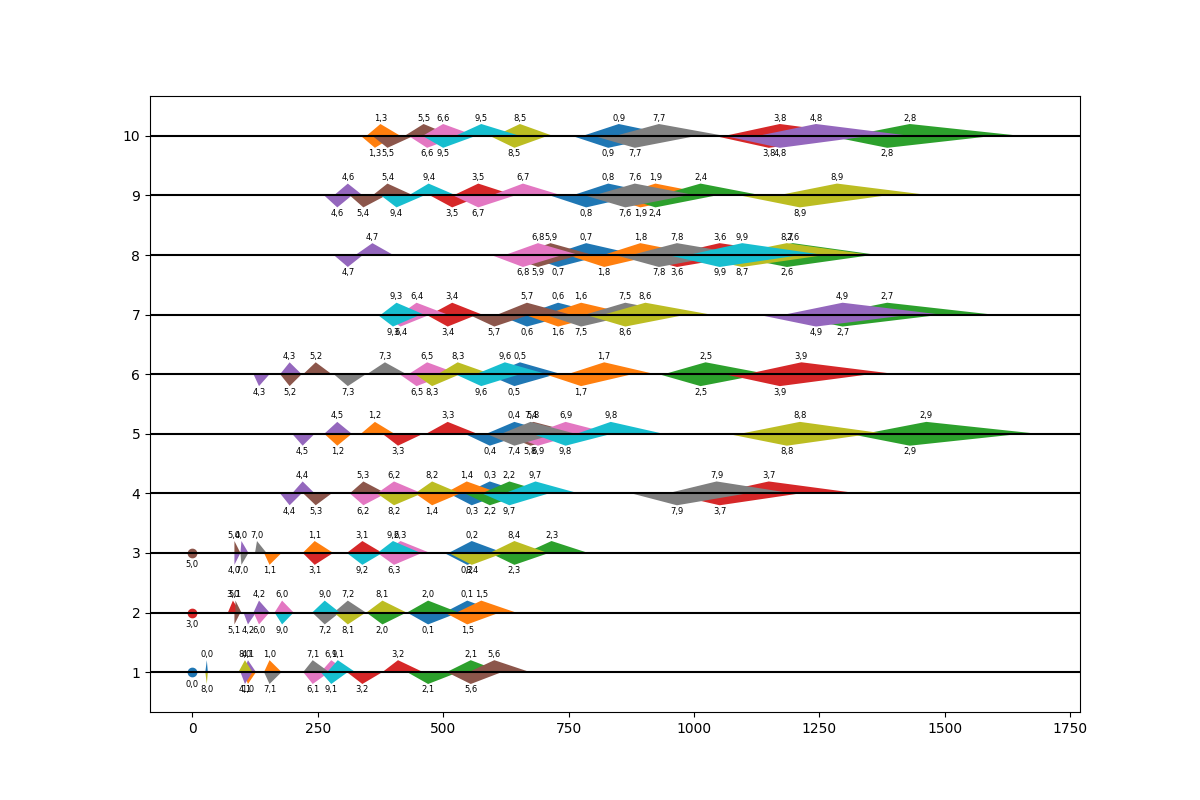 1,3 5,5 6,6 9,5 8,5 0,9 7,7 3,8 4,8 2,8
10
1,3 5,5 6,6 9,5 8,5 0,9 7,7 3,8 4,8 2,8
4,6 5,4 9,4 3,5 6,7 0,8 7,6 1,9 2,4 8,9
9
4,6 5,4 9,4 3,5 6,7 0,8 7,6 1,9 2,4 8,9
4,7 6,8 5,9 0,7 1,8 7,8 3,6 9,9 8,7 2,6
8
4,7 6,8 5,9 0,7 1,8 7,8 3,6 9,9 8,7 2,6
9,3 6,4 3,4 5,7 0,6 1,6 7,5 8,6 4,9 2,7
7
9,3 6,4 3,4 5,7 0,6 1,6 7,5 8,6 4,9 2,7
4,3 5,2 7,3 6,5 8,3 9,6 0,5 1,7 2,5 3,9
6
4,3 5,2 7,3 6,5 8,3 9,6 0,5 1,7 2,5 3,9
4,5 1,2 3,3 0,4 7,4 5,8 6,9 9,8 8,8 2,9
5
4,5 1,2 3,3 0,4 7,4 5,8 6,9 9,8 8,8 2,9
4,4 5,3 6,2 8,2 1,4 0,3 2,2 9,7 7,9 3,7
4
4,4 5,3 6,2 8,2 1,4 0,3 2,2 9,7 7,9 3,7
5,0 4,0 7,0 1,1 3,1 9,2 6,3 0,2 8,4 2,3
3
5,0 4,0 7,0 1,1 3,1 9,2 6,3 0,2 8,4 2,3
3,0 5,1 4,2 6,0 9,0 7,2 8,1 2,0 0,1 1,5
2
3,0 5,1 4,2 6,0 9,0 7,2 8,1 2,0 0,1 1,5
0,0 8,0 4,1 1,0 7,1 6,1 9,1 3,2 2,1 5,6
1
0,0 8,0 4,1 1,0 7,1 6,1 9,1 3,2 2,1 5,6
0 250 500 750 1000 1250 1500 1750